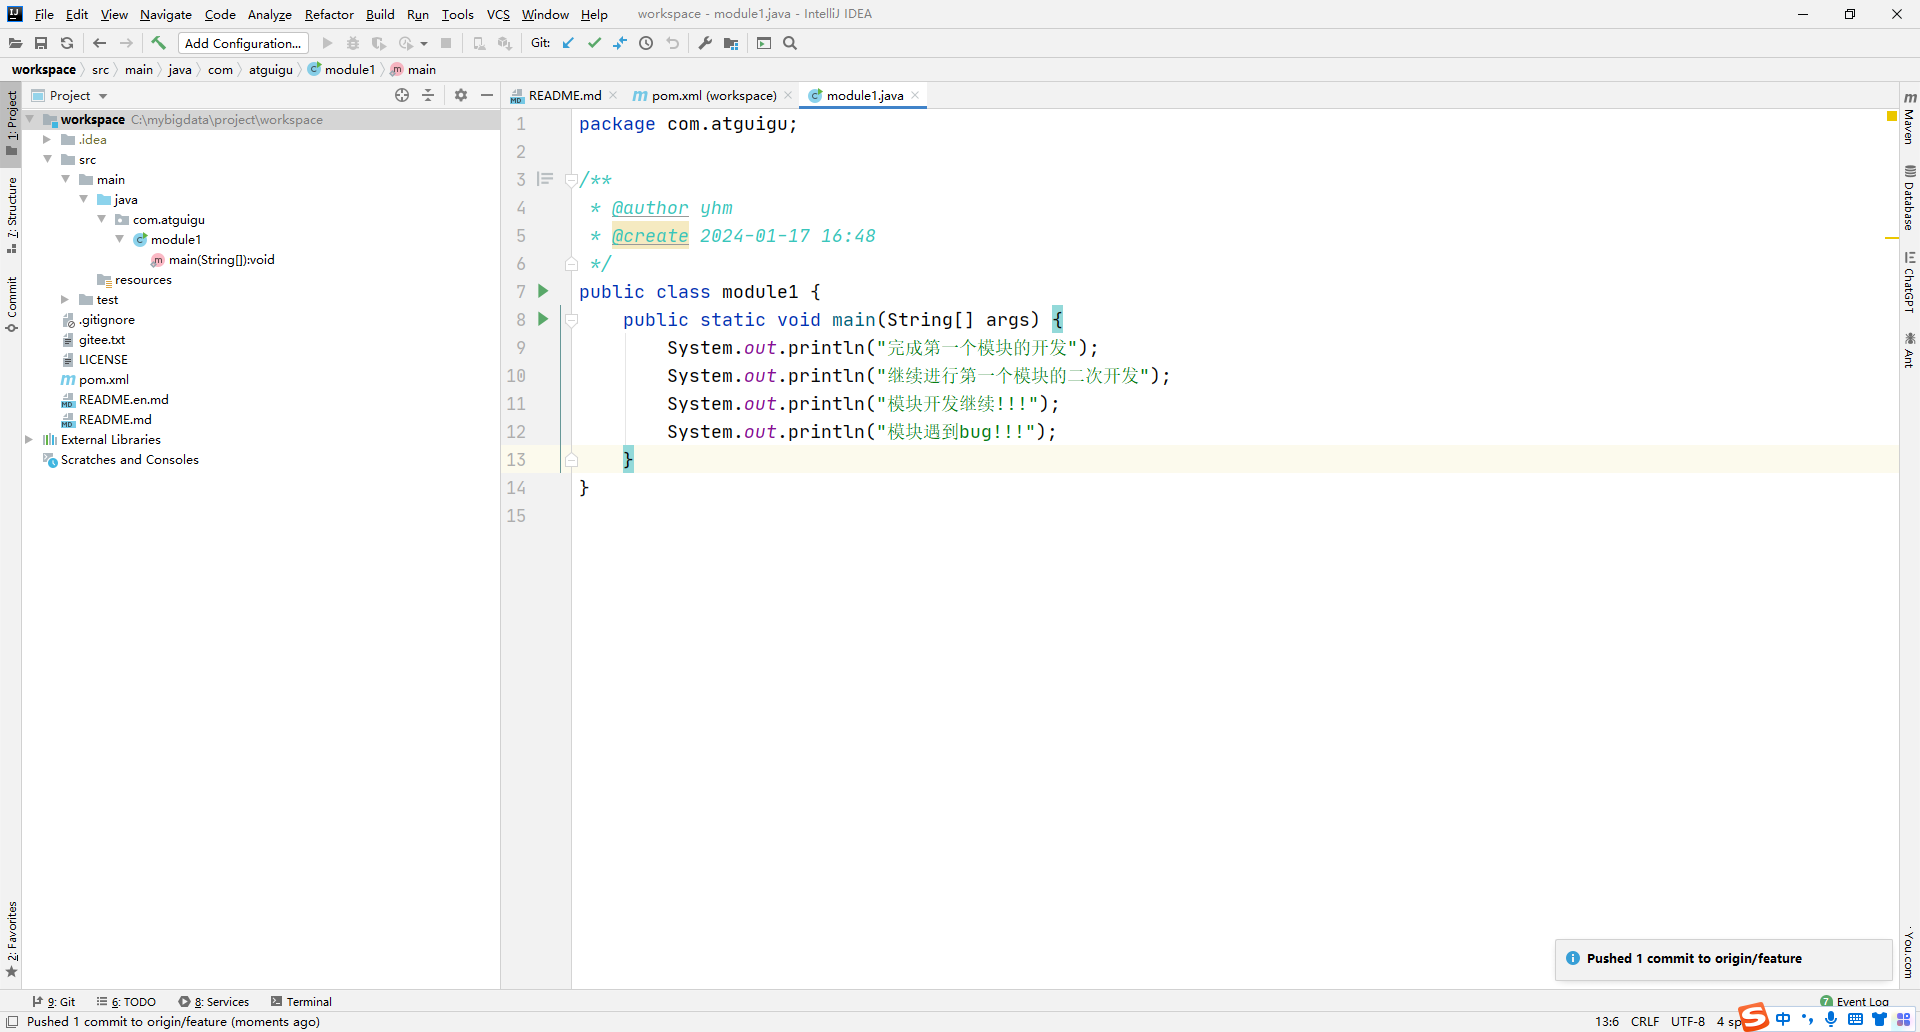 File Edit View Navigate Code Analyze Refactor Build Run Tools VCS Window Help workspace - module1.java - IntelliJ IDEA
Add Configuration... Git:
workspace src main java com atguigu module1 main
1: Project
7: Structure
Commit
2: Favorites
Project
workspace C:\mybigdata\project\workspace
.idea
src
main
java
com.atguigu
module1
main(String[]):void
resources
test
.gitignore
gitee.txt
LICENSE
pom.xml
README.en.md
README.md
External Libraries
Scratches and Consoles
README.md pom.xml (workspace) module1.java
1 package com.atguigu;
2
3 /**
4 * @author yhm
5 * @create 2024-01-17 16:48
6 */
7 public class module1 {
8 public static void main(String[] args) {
9 System.out.println("完成第一个模块的开发");
10 System.out.println("继续进行第一个模块的二次开发");
11 System.out.println("模块开发继续!!!");
12 System.out.println("模块遇到bug!!!");
13 }
14 }
15
Maven
Database
ChatGPT
Ant
You.com
Pushed 1 commit to origin/feature
9: Git 6: TODO 8: Services Terminal 7 Event Log
Pushed 1 commit to origin/feature (moments ago) 13:6 CRLF UTF-8 4 sp 中